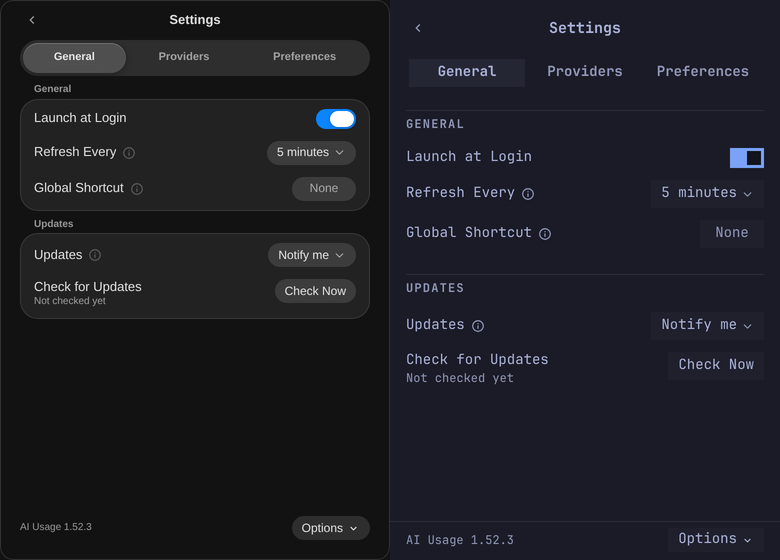 Settings
General Providers Preferences
General
Launch at Login
Refresh Every 5 minutes
Global Shortcut None
Updates
Updates Notify me
Check for Updates Check Now
Not checked yet
AI Usage 1.52.3 Options
Settings
General Providers Preferences
GENERAL
Launch at Login
Refresh Every 5 minutes
Global Shortcut None
UPDATES
Updates Notify me
Check for Updates Check Now
Not checked yet
AI Usage 1.52.3 Options